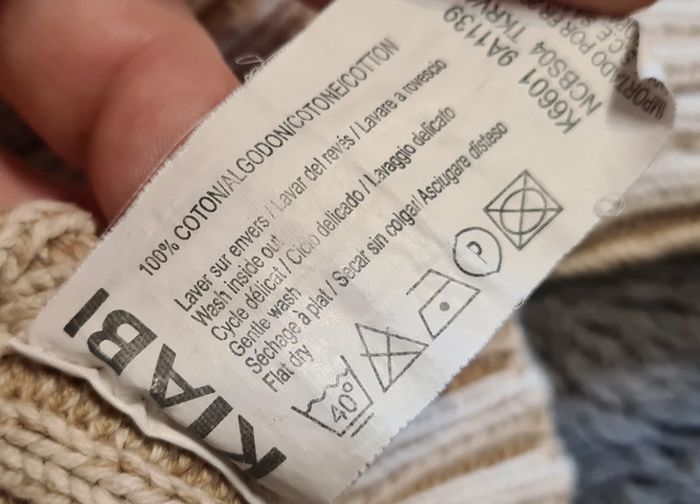 KIABI
100% COTON/ALGODON/COTONE/COTTON
Laver sur envers / Lavar del revés / Lavare a rovescio
Wash inside out
Cycle délicat / Ciclo delicado / Lavaggio delicato
Gentle wash
Séchage à plat / Secar sin colgar/ Asciugare disteso
Flat dry
40°
P
K6601 9A1139
NCBS04
IMPORTADO POR